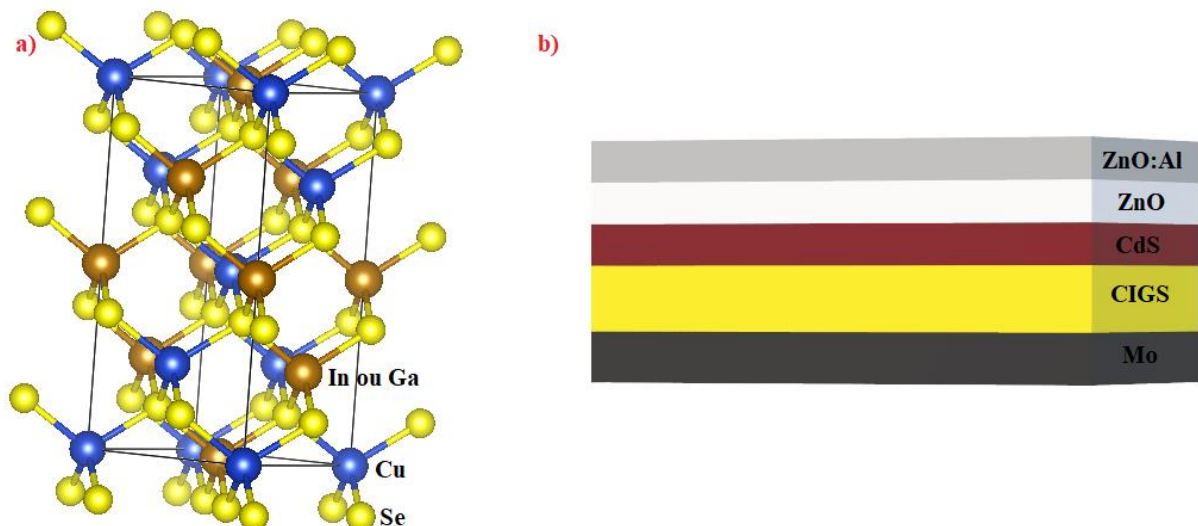 a)
In ou Ga
Cu
Se
b)
ZnO:Al
ZnO
CdS
CIGS
Mo